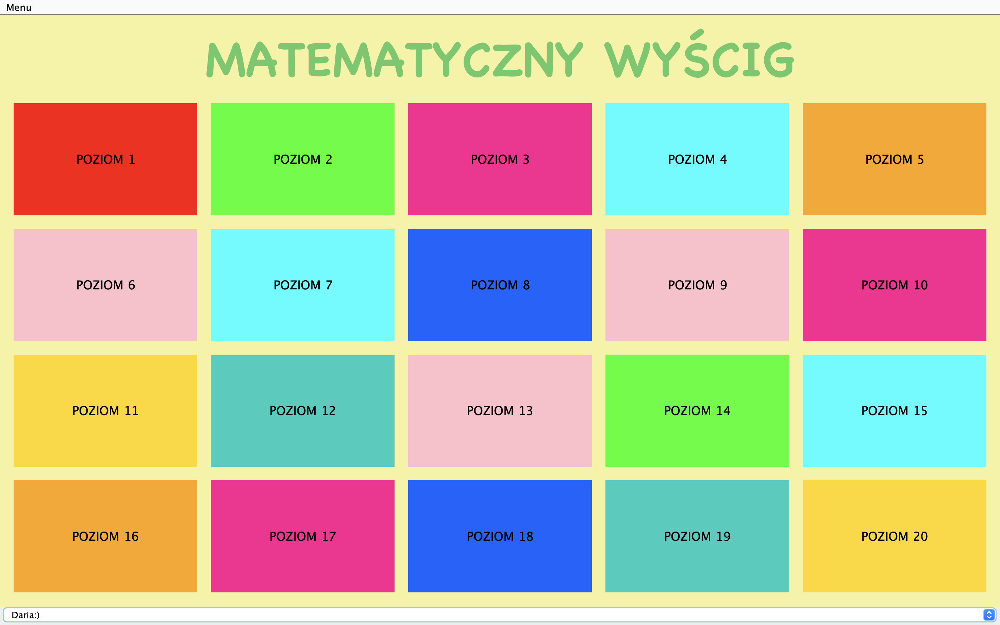 Menu
MATEMATYCZNY WYŚCIG
POZIOM 1
POZIOM 2
POZIOM 3
POZIOM 4
POZIOM 5
POZIOM 6
POZIOM 7
POZIOM 8
POZIOM 9
POZIOM 10
POZIOM 11
POZIOM 12
POZIOM 13
POZIOM 14
POZIOM 15
POZIOM 16
POZIOM 17
POZIOM 18
POZIOM 19
POZIOM 20
Daria:)